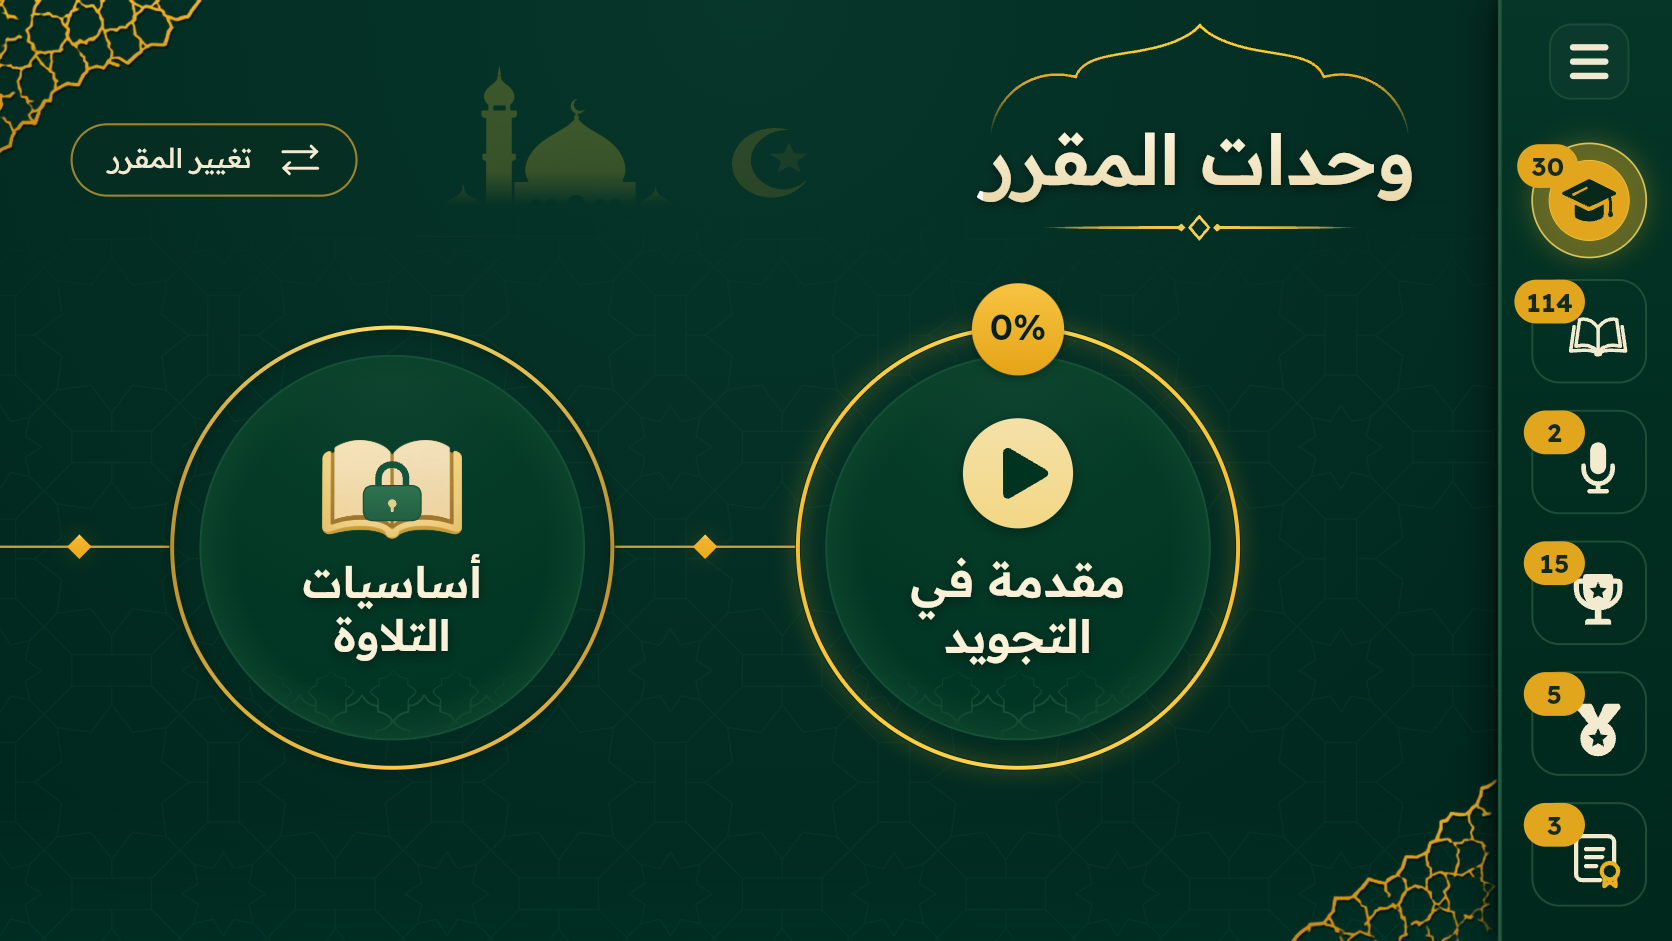 وحدات المقرر
تغيير المقرر
0%
مقدمة في
التجويد
أساسيات
التلاوة
30
114
2
15
5
3